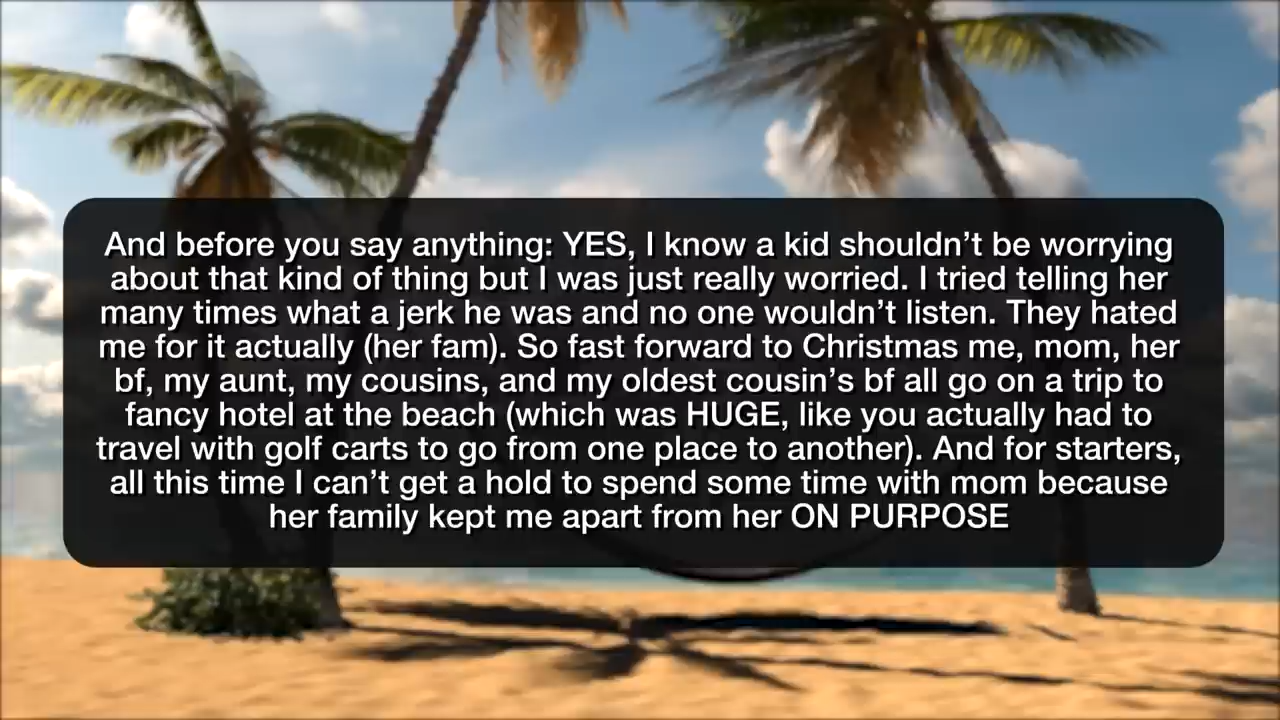 And before you say anything: YES, I know a kid shouldn’t be worrying
about that kind of thing but I was just really worried. I tried telling her
many times what a jerk he was and no one wouldn’t listen. They hated
me for it actually (her fam). So fast forward to Christmas me, mom, her
bf, my aunt, my cousins, and my oldest cousin’s bf all go on a trip to
fancy hotel at the beach (which was HUGE, like you actually had to
travel with golf carts to go from one place to another). And for starters,
all this time I can’t get a hold to spend some time with mom because
her family kept me apart from her ON PURPOSE